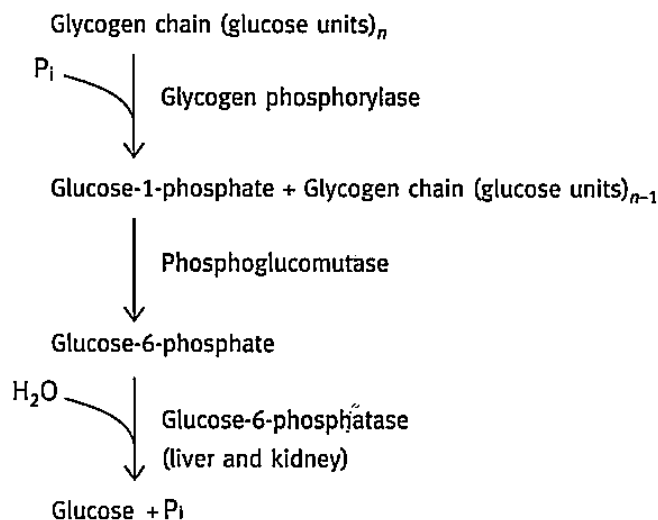 Glycogen chain (glucose units)n
Pi
Glycogen phosphorylase
Glucose-1-phosphate + Glycogen chain (glucose units)n–1
Phosphoglucomutase
Glucose-6-phosphate
H2O
Glucose-6-phosphatase
(liver and kidney)
Glucose + Pi